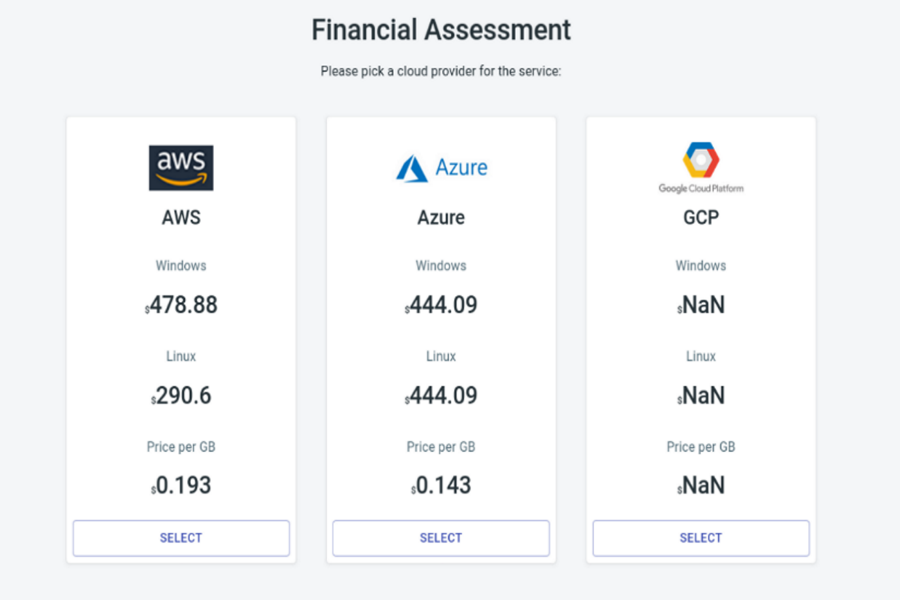 Financial Assessment
Please pick a cloud provider for the service:
aws
AWS
Windows
$478.88
Linux
$290.6
Price per GB
$0.193
SELECT
Azure
Azure
Windows
$444.09
Linux
$444.09
Price per GB
$0.143
SELECT
Google Cloud Platform
GCP
Windows
$NaN
Linux
$NaN
Price per GB
$NaN
SELECT